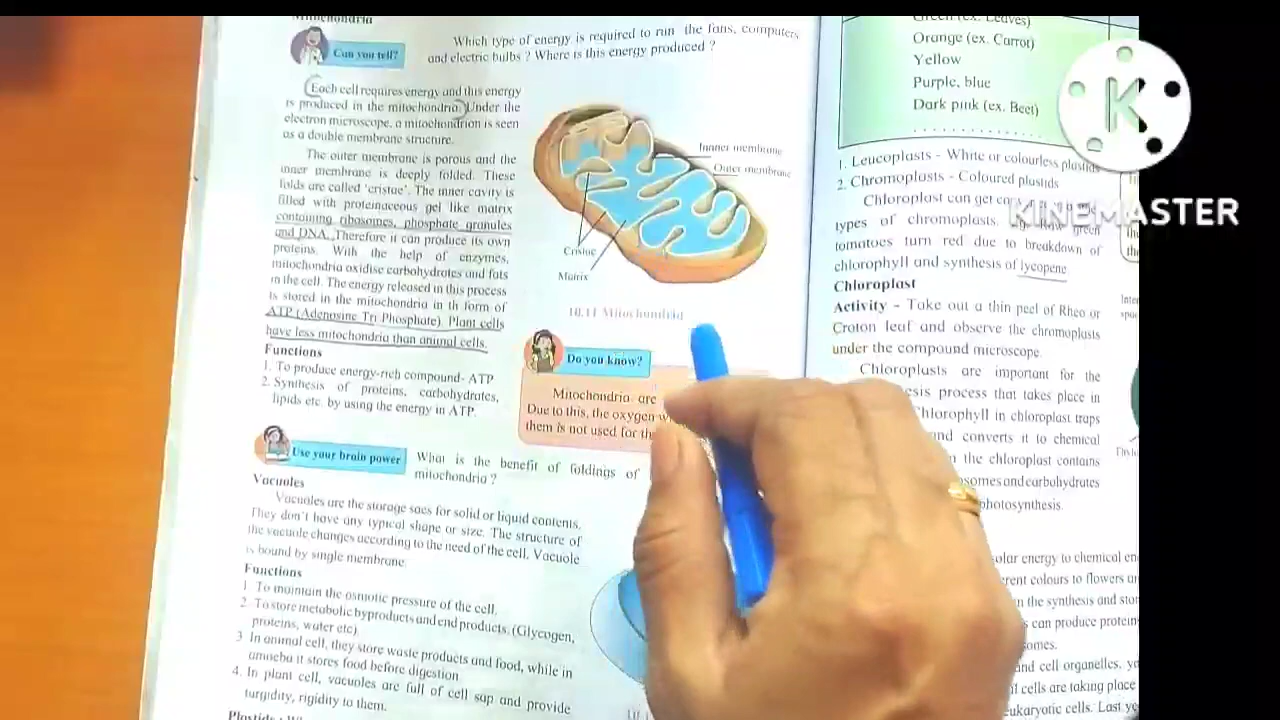 Mitochondria
Can you tell?
Which type of energy is required to run the fans, computers
and electric bulbs ? Where is this energy produced ?
Each cell requires energy and this energy
is produced in the mitochondria. Under the
electron microscope, a mitochondrion is seen
as a double membrane structure.
The outer membrane is porous and the
inner membrane is deeply folded. These
folds are called 'cristae'. The inner cavity is
filled with proteinaceous gel like matrix
containing ribosomes, phosphate granules
and DNA. Therefore it can produce its own
proteins. With the help of enzymes,
mitochondria oxidise carbohydrates and fats
in the cell. The energy released in this process
is stored in the mitochondria in th form of
ATP (Adenosine Tri Phosphate). Plant cells
have less mitochondria than animal cells.
Functions
1. To produce energy-rich compound- ATP
2. Synthesis of proteins, carbohydrates,
lipids etc. by using the energy in ATP.
Inner membrane
Outer membrane
Cristae
Matrix
10.11 Mitochondria
Do you know?
Mitochondria are
Due to this, the oxygen
them is not used for
Use your brain power
What is the benefit of foldings of
mitochondria ?
Vacuoles
Vacuoles are the storage sacs for solid or liquid contents.
They don't have any typical shape or size. The structure of
the vacuole changes according to the need of the cell. Vacuole
is bound by single membrane.
Functions
1 To maintain the osmotic pressure of the cell.
2. To store metabolic byproducts and end products. (Glycogen,
proteins, water etc)
3 In animal cell, they store waste products and food, while in
amoeba it stores food before digestion
4. In plant cell, vacuoles are full of cell sap and provide
turgidity, rigidity to them.
Green (ex. Leaves)
Orange (ex. Carrot)
Yellow
Purple, blue
Dark pink (ex. Beet)
1. Leucoplasts - White or colourless plastids
2. Chromoplasts - Coloured plastids
Chloroplast can get
types of chromoplasts. green
tomatoes turn red due to breakdown of
chlorophyll and synthesis of lycopene
Chloroplast
Activity - Take out a thin peel of Rheo or
Croton leaf and observe the chromoplasts
under the compound microscope.
Chloroplasts are important for the
process that takes place in
Chlorophyll in chloroplast traps
and converts it to chemical
the chloroplast contains
and carbohydrates
photosynthesis.
energy to chemical
colours to flowers
in the synthesis and
can produce
and cell organelles,
cells are taking place
eukaryotic cells. Last
K
KINEMASTER